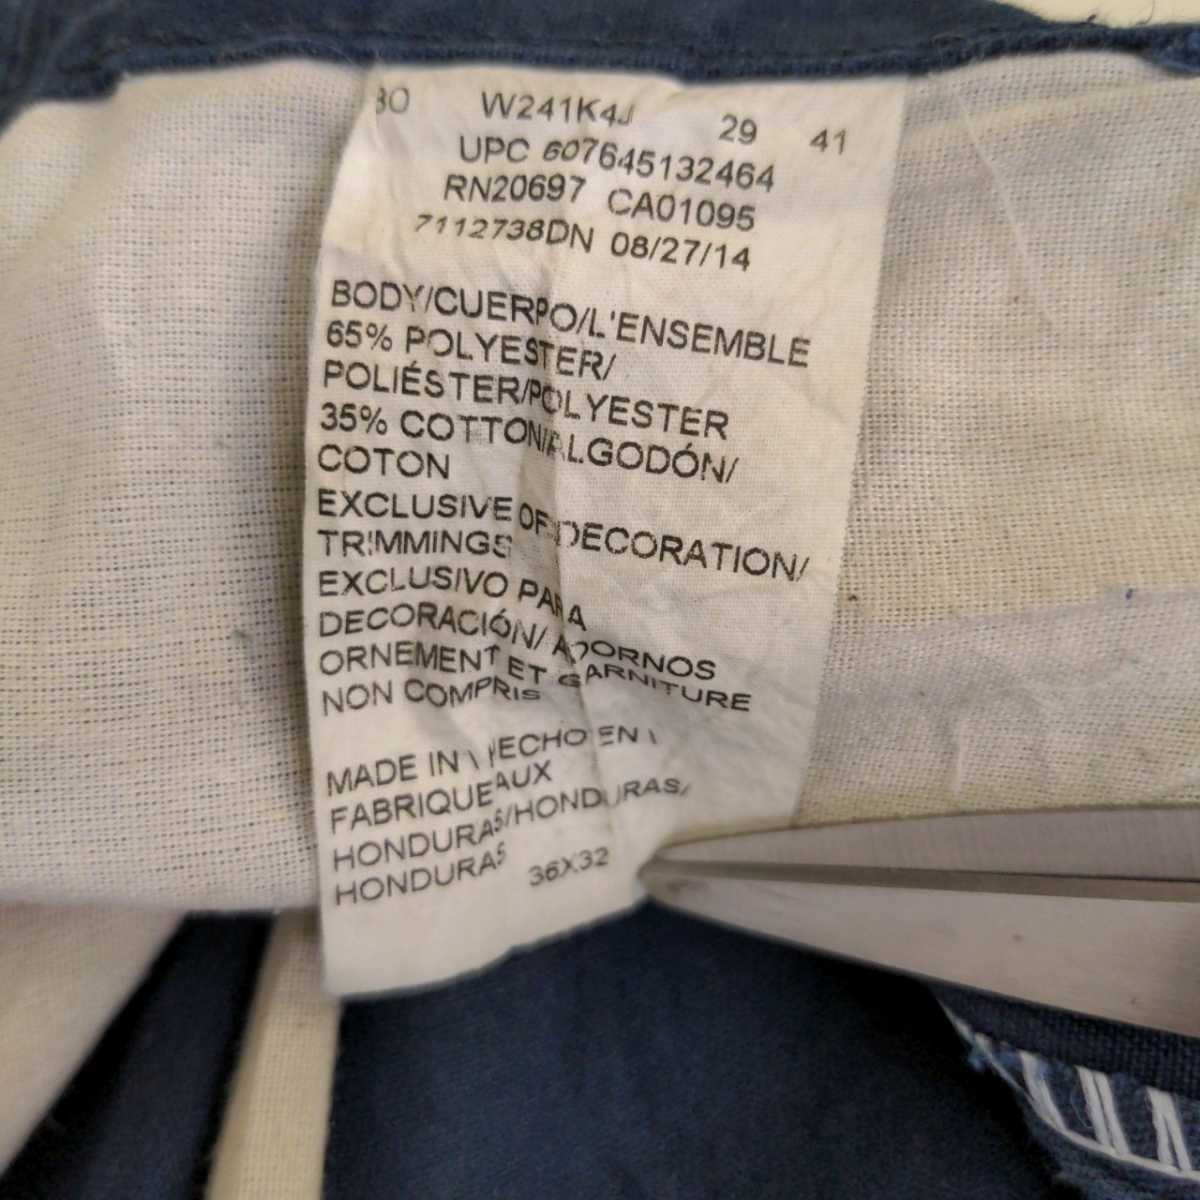 30 W241K4J 29 41
UPC 607645132464
RN20697 CA01095
7112738DN 08/27/14
BODY/CUERPO/L'ENSEMBLE
65% POLYESTER/
POLIÉSTER/POLYESTER
35% COTTON/ALGODÓN/
COTON
EXCLUSIVE OF DECORATION/
TRIMMINGS
EXCLUSIVO PARA
DECORACIÓN/ ADORNOS
ORNEMENT ET GARNITURE
NON COMPRIS
MADE IN \ HECHO EN \
FABRIQUE AUX
HONDURAS/HONDURAS/
HONDURAS
36X32